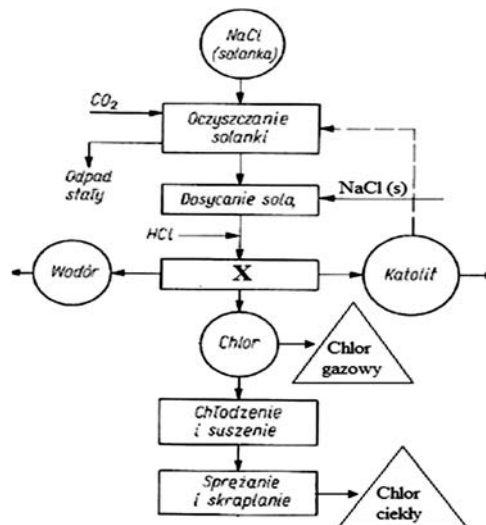 NaCl
(solanka)
CO₂
Oczyszczanie
solanki
Odpad
stały
Dosycanie solą
NaCl (s)
HCl
Wodór
X
Katolit
Chlor
Chlor
gazowy
Chłodzenie
i suszenie
Sprężanie
i skraplanie
Chlor
ciekły